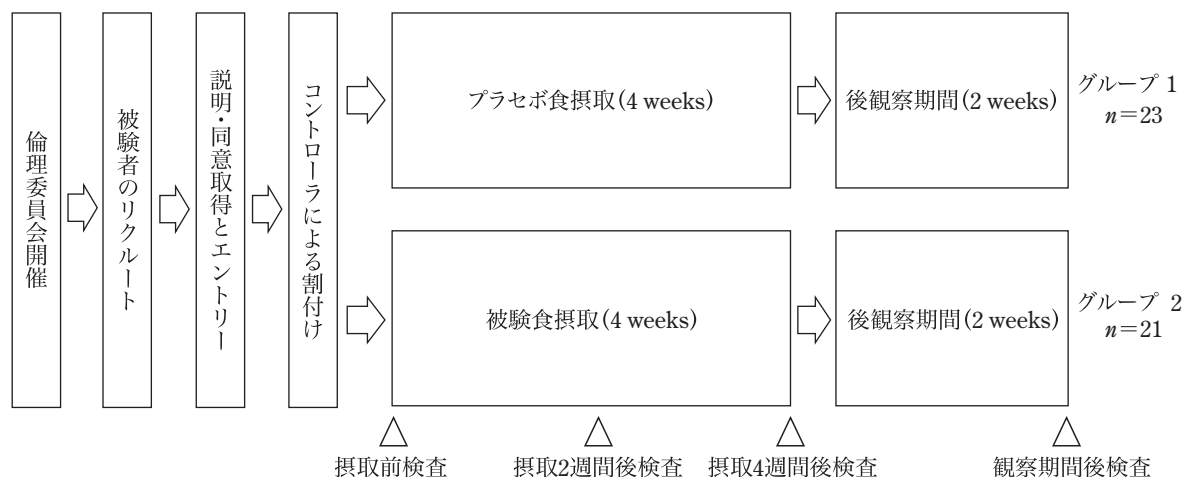 倫理委員会開催
被験者のリクルート
説明・同意取得とエントリー
コントローラによる割付け
プラセボ食摂取(4 weeks)
後観察期間(2 weeks)
グループ 1
n=23
被験食摂取(4 weeks)
後観察期間(2 weeks)
グループ 2
n=21
摂取前検査
摂取2週間後検査
摂取4週間後検査
観察期間後検査